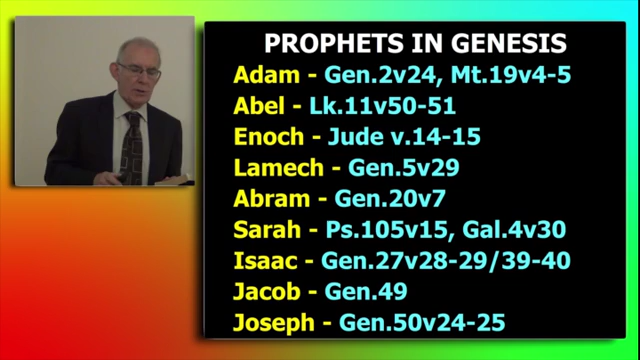 PROPHETS IN GENESIS
Adam - Gen.2v24, Mt.19v4-5
Abel - Lk.11v50-51
Enoch - Jude v.14-15
Lamech - Gen.5v29
Abram - Gen.20v7
Sarah - Ps.105v15, Gal.4v30
Isaac - Gen.27v28-29/39-40
Jacob - Gen.49
Joseph - Gen.50v24-25